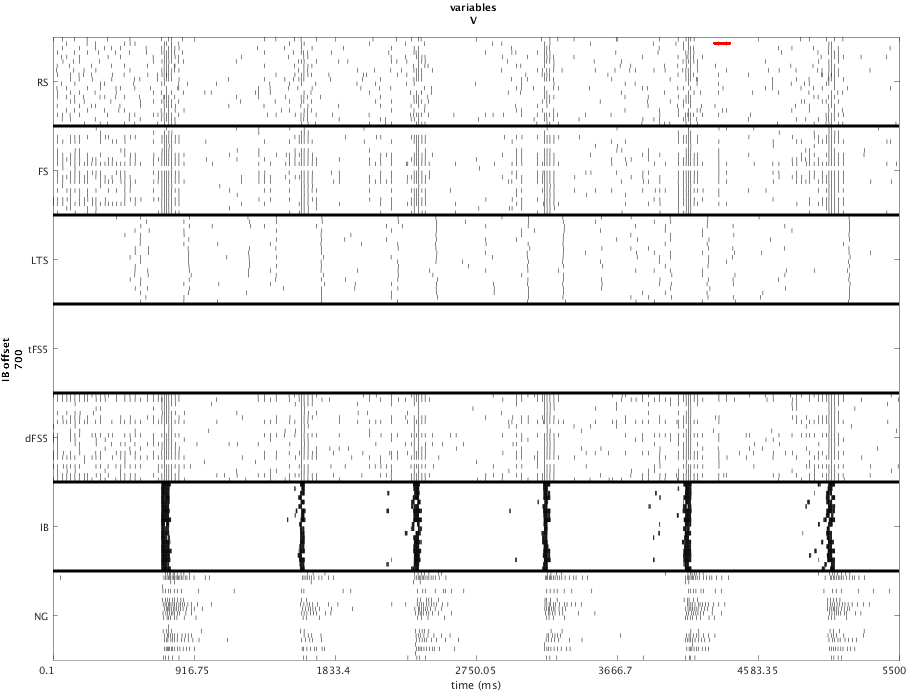 variables
V
RS
FS
LTS
tFS5
dFS5
IB
NG
IB offset
700
0.1 916.75 1833.4 2750.05 3666.7 4583.35 5500
time (ms)